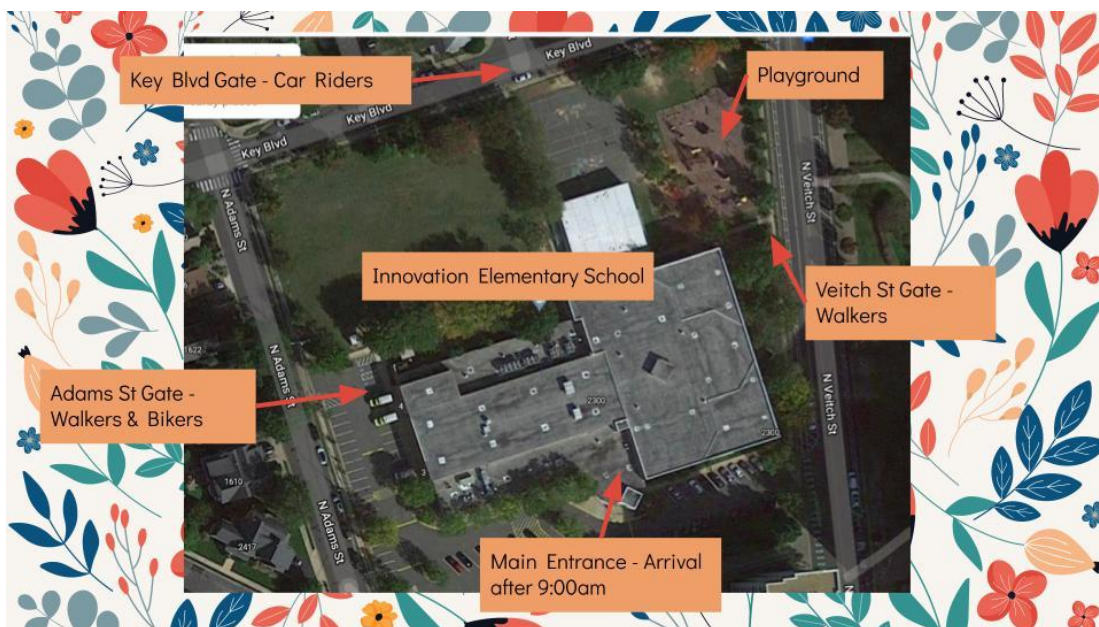 Key Blvd Gate - Car Riders
Key Blvd
Playground
Key Blvd
Key Blvd
N Adams St
N Veitch St
Innovation Elementary School
Veitch St Gate -
Walkers
1622
N Adams St
Adams St Gate -
Walkers & Bikers
4
2300
N Veitch St
2300
3
1610
N Adams St
2417
Main Entrance - Arrival
after 9:00am
N